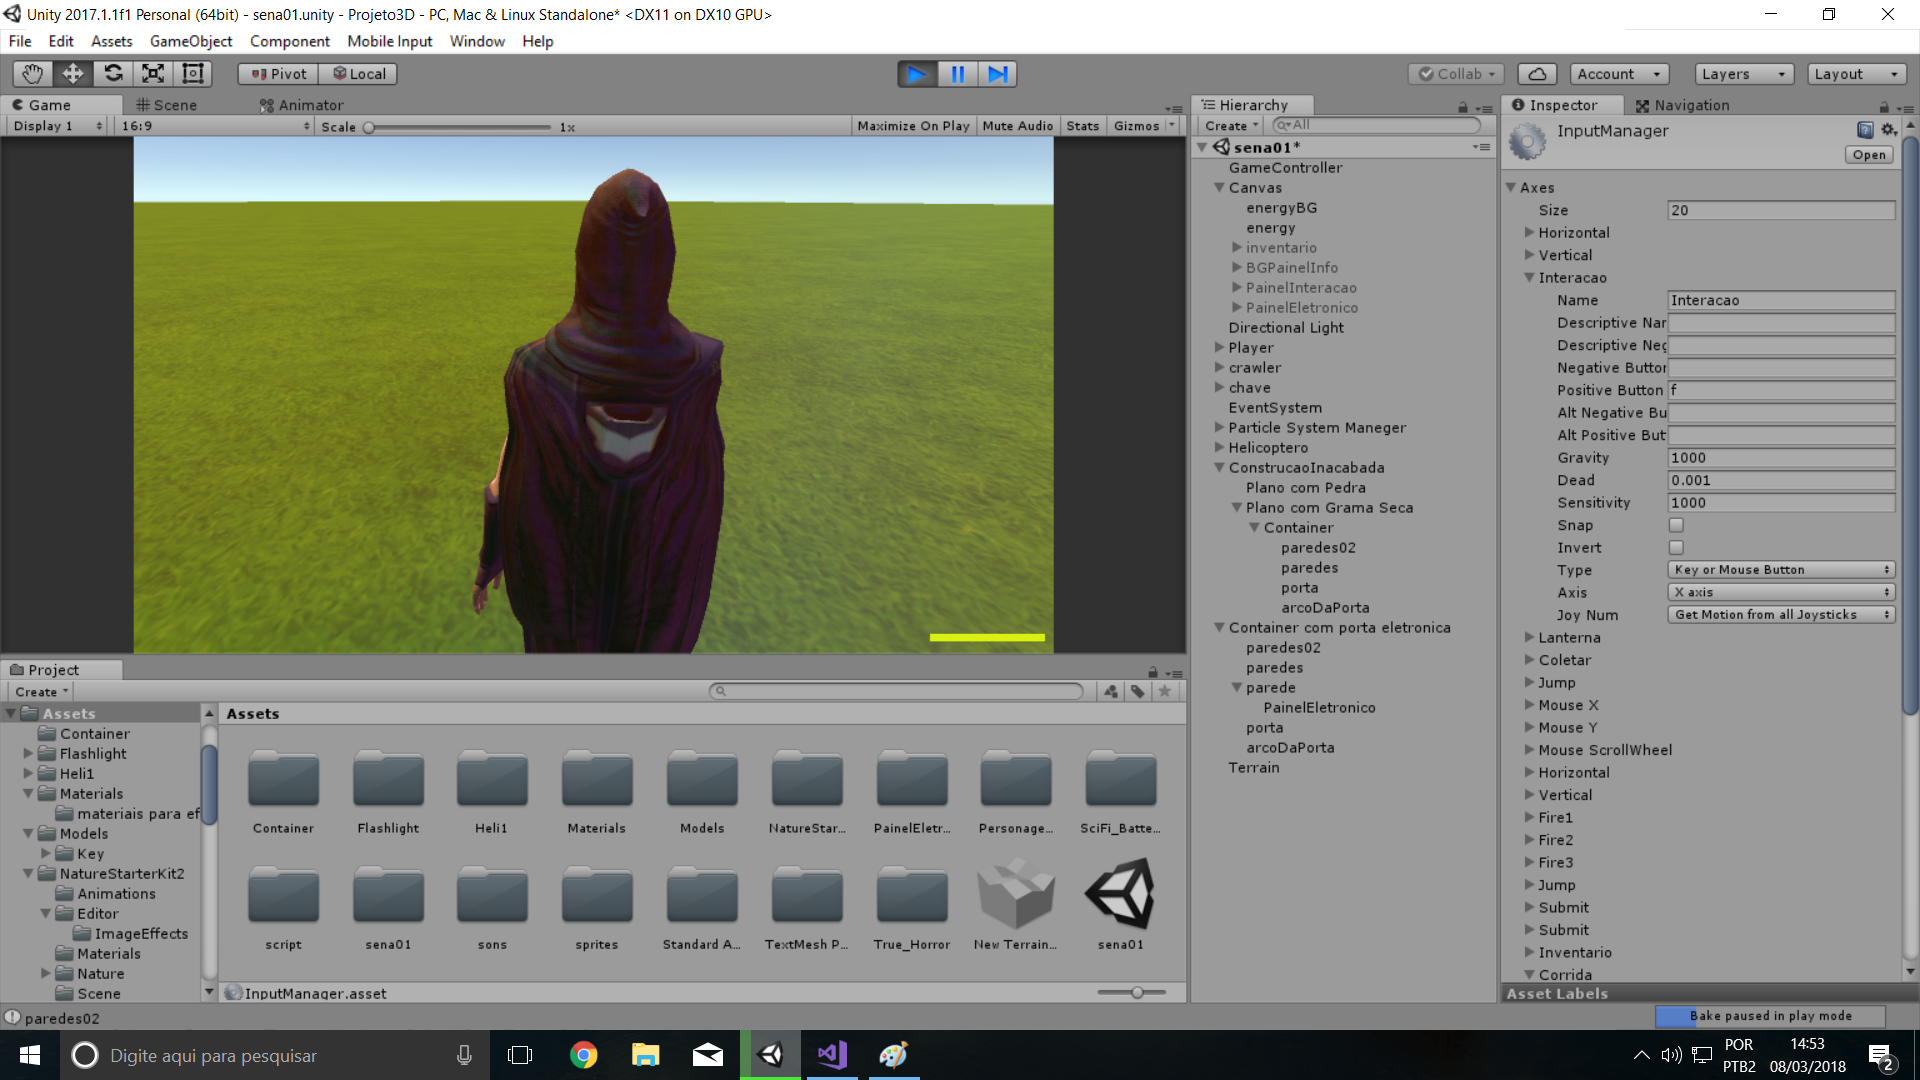 Unity 2017.1.1f1 Personal (64bit) - sena01.unity - Projeto3D - PC, Mac & Linux Standalone* <DX11 on DX10 GPU>
File Edit Assets GameObject Component Mobile Input Window Help
Pivot Local
Collab Account Layers Layout
Game Scene Animator
Display 1 16:9 Scale 1x Maximize On Play Mute Audio Stats Gizmos
Hierarchy
Create All
sena01*
GameController
Canvas
energyBG
energy
inventario
BGPainelInfo
PainelInteracao
PainelEletronico
Directional Light
Player
crawler
chave
EventSystem
Particle System Maneger
Helicoptero
ConstrucaoInacabada
Plano com Pedra
Plano com Grama Seca
Container
paredes02
paredes
porta
arcoDaPorta
Container com porta eletronica
paredes02
paredes
parede
PainelEletronico
porta
arcoDaPorta
Terrain
Inspector Navigation
InputManager
Open
Axes
Size 20
Horizontal
Vertical
Interacao
Name Interacao
Descriptive Nar
Descriptive Neg
Negative Buttor
Positive Button f
Alt Negative Bu
Alt Positive But
Gravity 1000
Dead 0.001
Sensitivity 1000
Snap
Invert
Type Key or Mouse Button
Axis X axis
Joy Num Get Motion from all Joysticks
Lanterna
Coletar
Jump
Mouse X
Mouse Y
Mouse ScrollWheel
Horizontal
Vertical
Fire1
Fire2
Fire3
Jump
Submit
Submit
Inventario
Corrida
Asset Labels
Project
Create
Assets
Container
Flashlight
Heli1
Materials
materiais para ef
Models
Key
NatureStarterKit2
Animations
Editor
ImageEffects
Materials
Nature
Scene
Assets
Container Flashlight Heli1 Materials Models NatureStar... PainelEletr... Personage... SciFi_Batte...
script sena01 sons sprites Standard A... TextMesh P... True_Horror New Terrain... sena01
InputManager.asset
paredes02
Bake paused in play mode
Digite aqui para pesquisar
POR
PTB2
14:53
08/03/2018
2